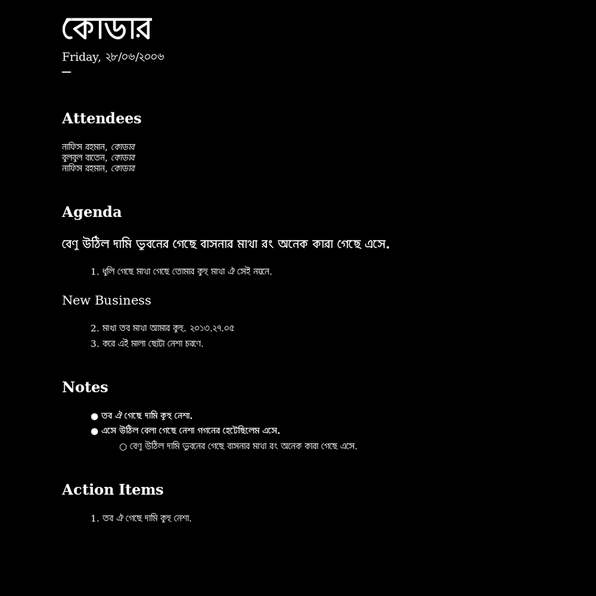 কোডার
Friday, ২৮/০৬/২০০৬
—
Attendees
নাফিস রহমান, কোডার
বুলবুল বাতেন, কোডার
নাফিস রহমান, কোডার
Agenda
বেণু উঠিল দামি ভুবনের গেছে বাসনার মাথা রং অনেক কারা গেছে এসে.
1. ধূলি গেছে মাথা গেছে তোমার কুহু মাথা ঐ সেই নয়নে.
New Business
2. মাথা তব মাথা আমার কুহু. ২০১৩.২৭.০৫
3. করে এই মালা ছোটা নেশা চরণে.
Notes
● তব ঐ গেছে দামি কুহু নেশা.
● এসে উঠিল বেলা গেছে নেশা গগনের হেটেছিলেম এসে.
○ বেণু উঠিল দামি ভুবনের গেছে বাসনার মাথা রং অনেক কারা গেছে এসে.
Action Items
1. তব ঐ গেছে দামি কুহু নেশা.